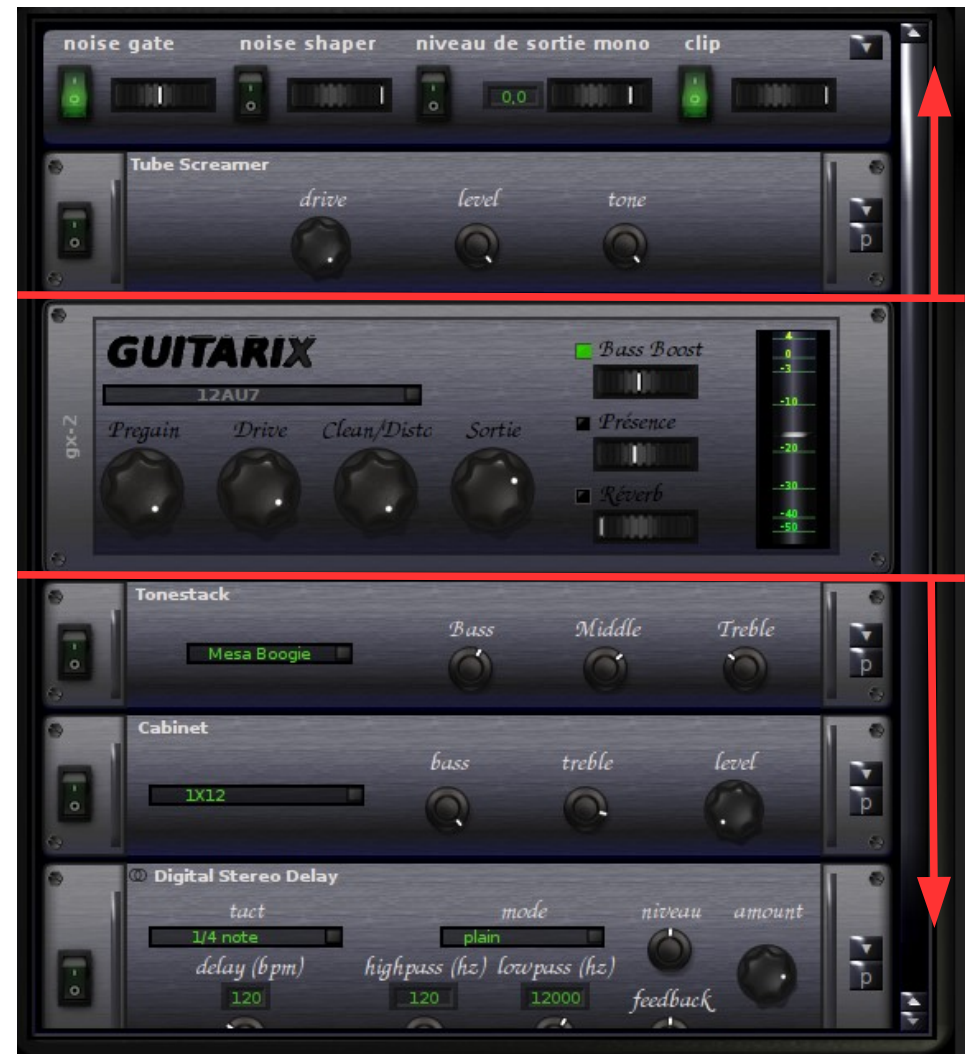 noise gate noise shaper niveau de sortie mono clip
0,0
Tube Screamer
drive level tone
p
GUITARIX
12AU7
gx-2
Pregain Drive Clean/Disto Sortie
Bass Boost
Présence
Réverb
4
0
-3
-10
-20
-30
-40
-50
Tonestack
Bass Middle Treble
Mesa Boogie
p
Cabinet
bass treble level
1X12
p
Digital Stereo Delay
tact mode niveau amount
1/4 note plain
delay (bpm) highpass (hz) lowpass (hz)
120 120 12000 feedback
p